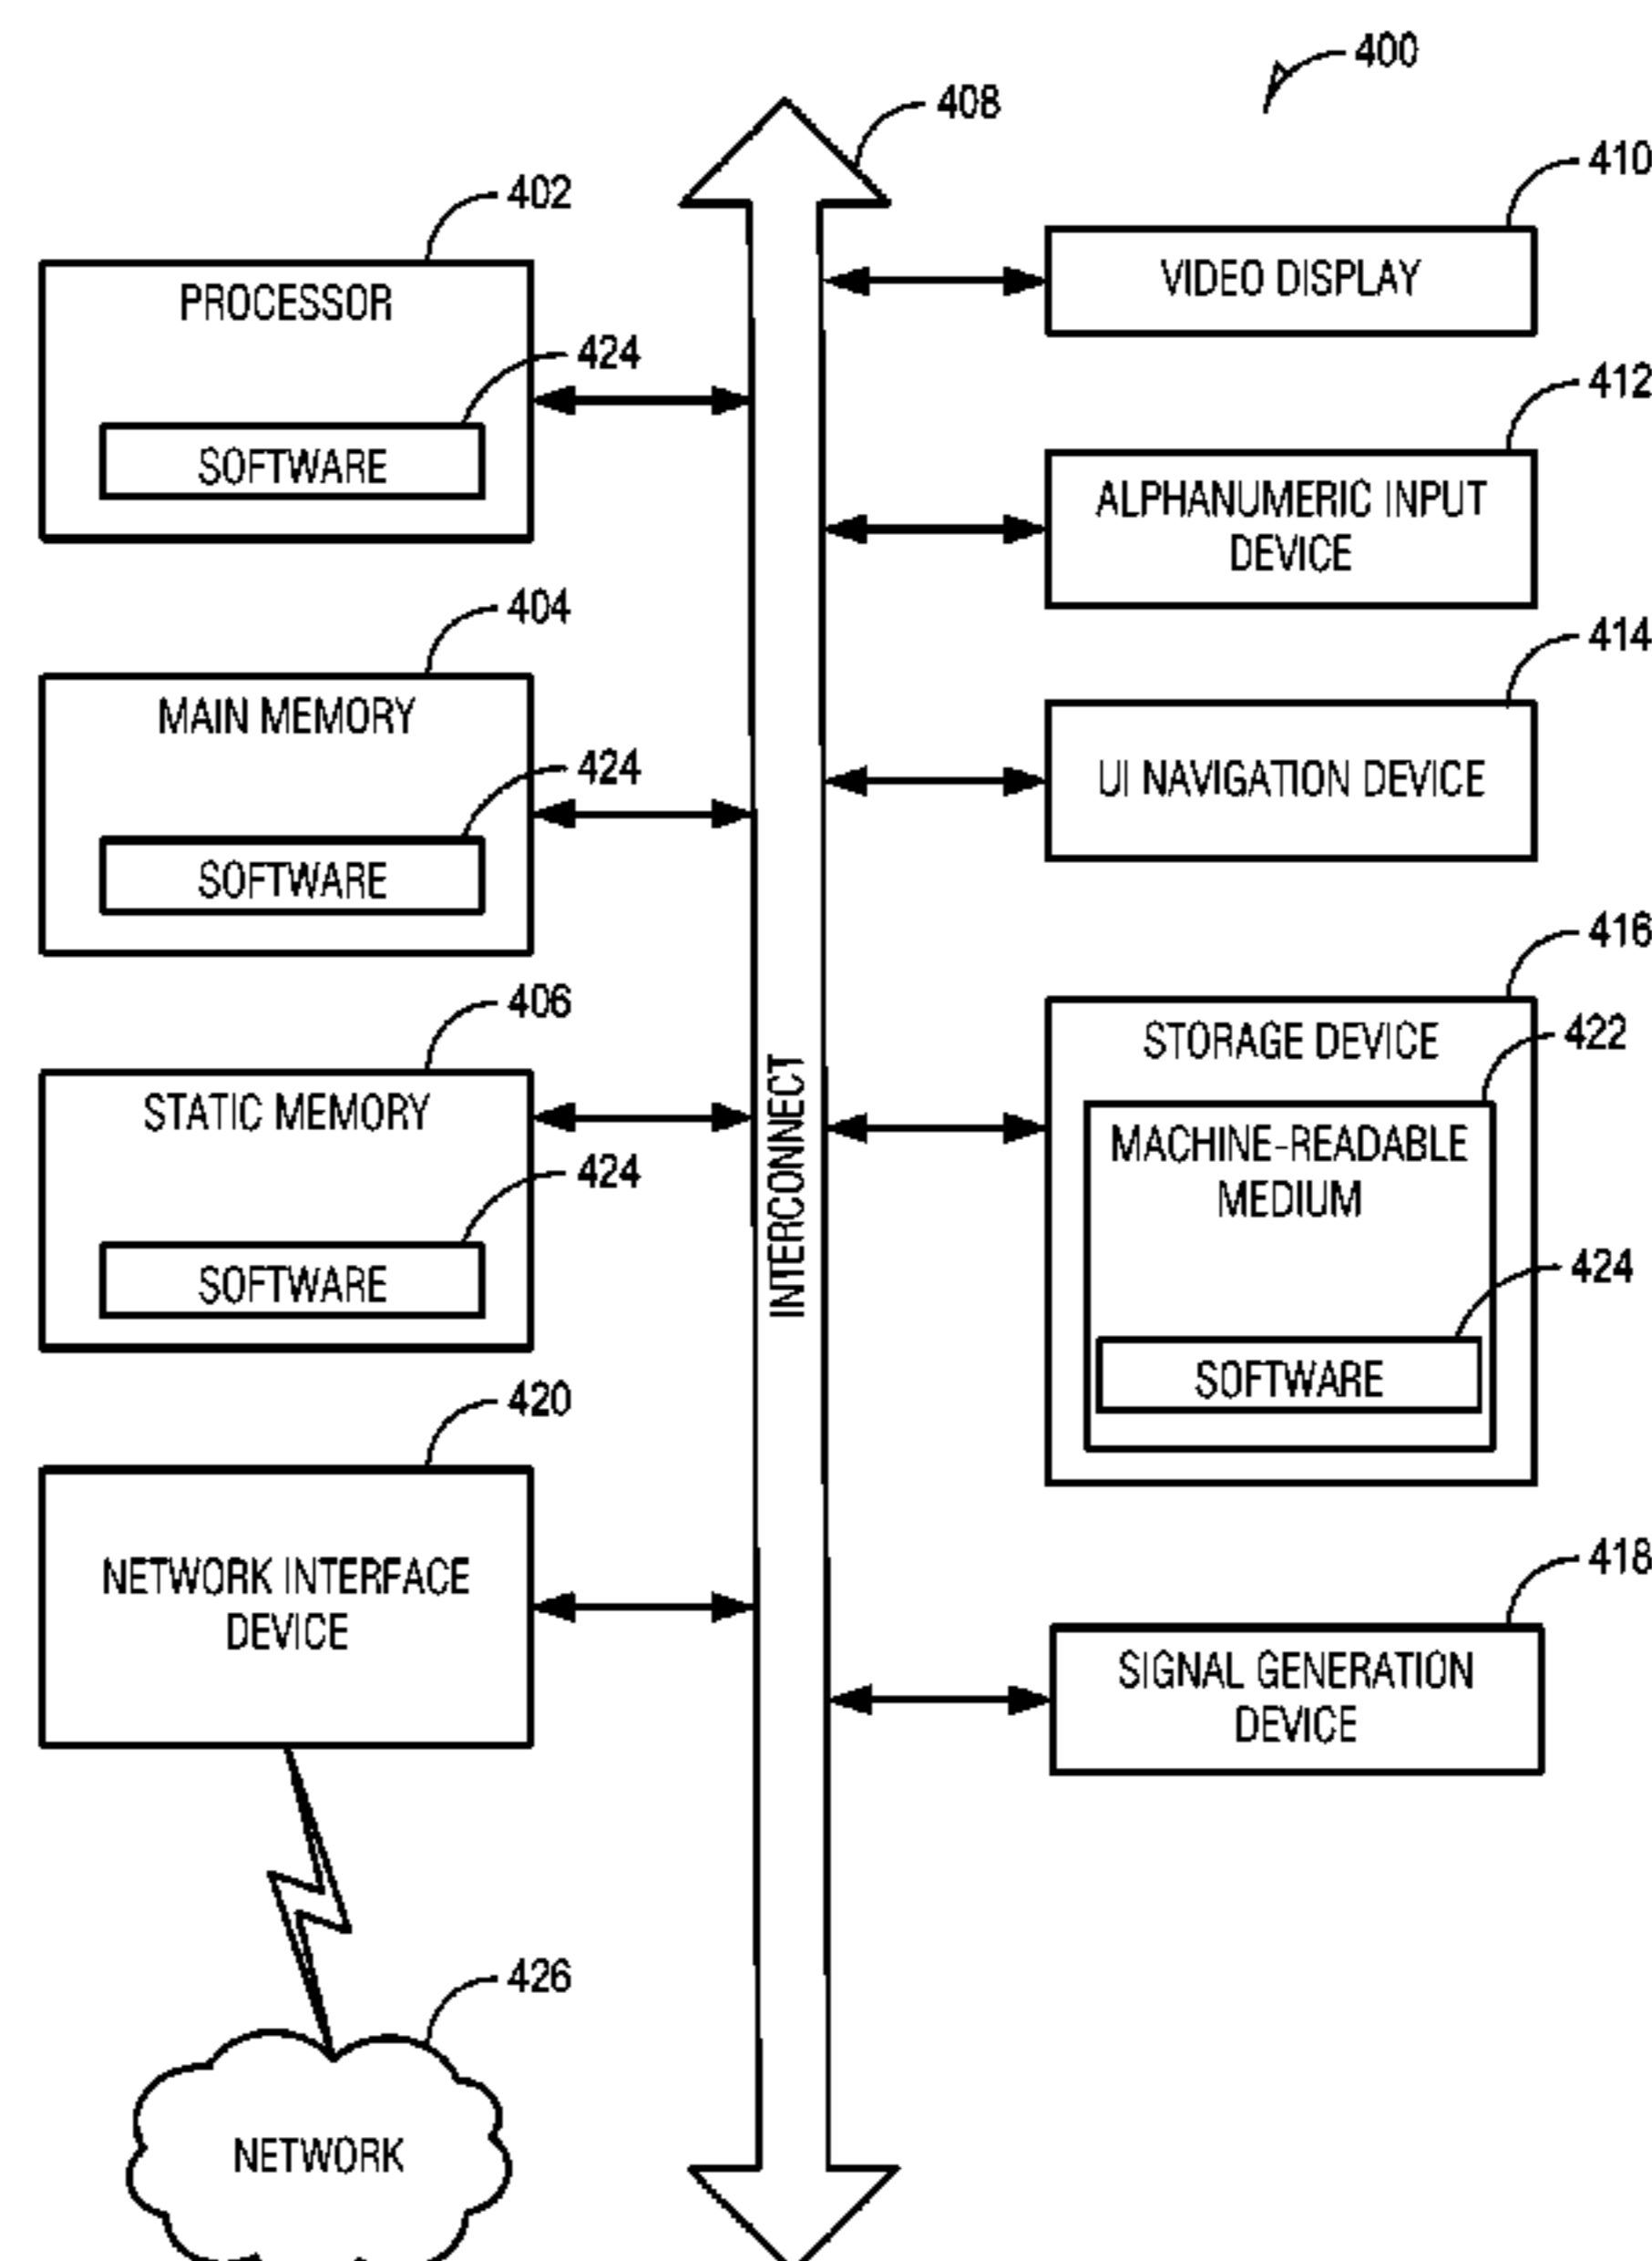 400
408
402
PROCESSOR
424
SOFTWARE
404
MAIN MEMORY
424
SOFTWARE
406
STATIC MEMORY
424
SOFTWARE
420
NETWORK INTERFACE
DEVICE
426
NETWORK
INTERCONNECT
410
VIDEO DISPLAY
412
ALPHANUMERIC INPUT
DEVICE
414
UI NAVIGATION DEVICE
416
STORAGE DEVICE
422
MACHINE-READABLE
MEDIUM
424
SOFTWARE
418
SIGNAL GENERATION
DEVICE